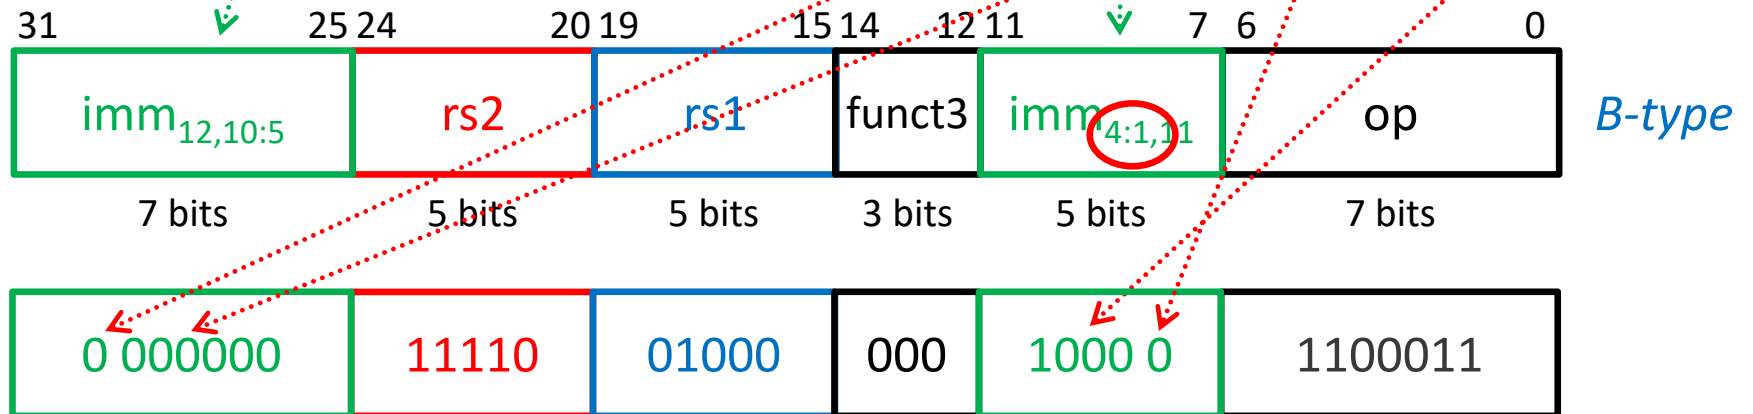 31 25 24 20 19 15 14 12 11 7 6 0
imm12,10:5 rs2 rs1 funct3 imm4:1,11 op B-type
7 bits 5 bits 5 bits 3 bits 5 bits 7 bits
0 000000 11110 01000 000 1000 0 1100011